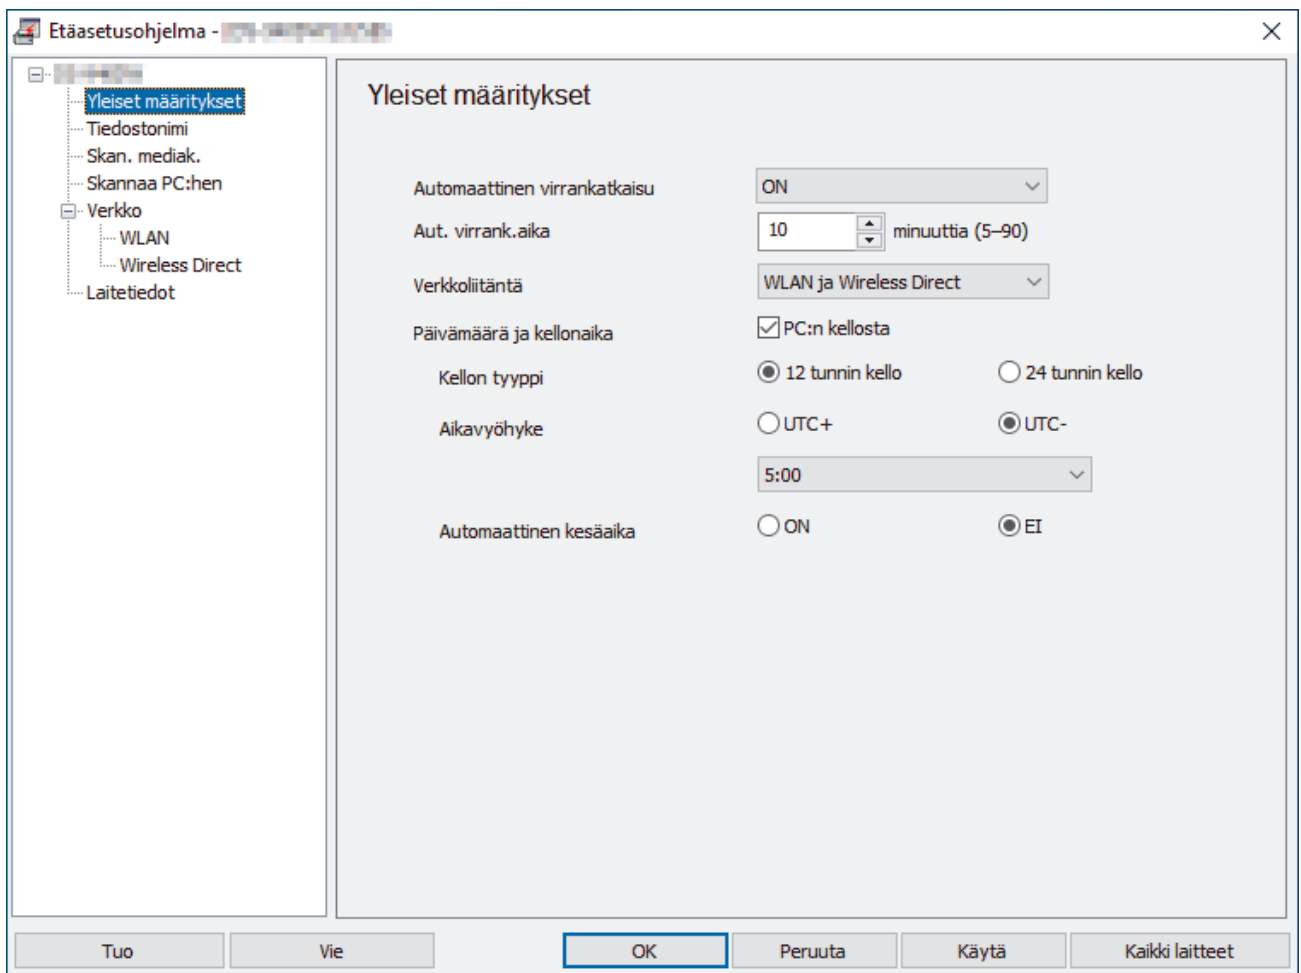 Etäasetusohjelma -
Yleiset määritykset
Tiedostonimi
Skan. mediak.
Skannaa PC:hen
Verkko
WLAN
Wireless Direct
Laitetiedot
Yleiset määritykset
Automaattinen virrankatkaisu ON
Aut. virrank.aika 10 minuuttia (5–90)
Verkkoliitäntä WLAN ja Wireless Direct
Päivämäärä ja kellonaika PC:n kellosta
Kellon tyyppi 12 tunnin kello 24 tunnin kello
Aikavyöhyke UTC+ UTC-
5:00
Automaattinen kesäaika ON EI
Tuo Vie OK Peruuta Käytä Kaikki laitteet